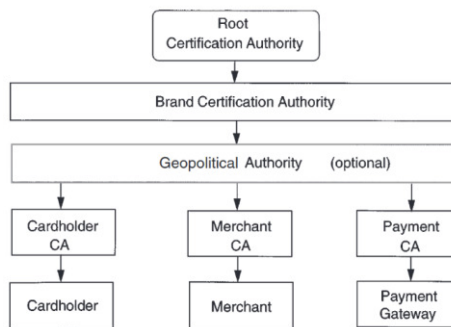 Root
Certification Authority
Brand Certification Authority
Geopolitical Authority (optional)
Cardholder
CA
Merchant
CA
Payment
CA
Cardholder
Merchant
Payment
Gateway